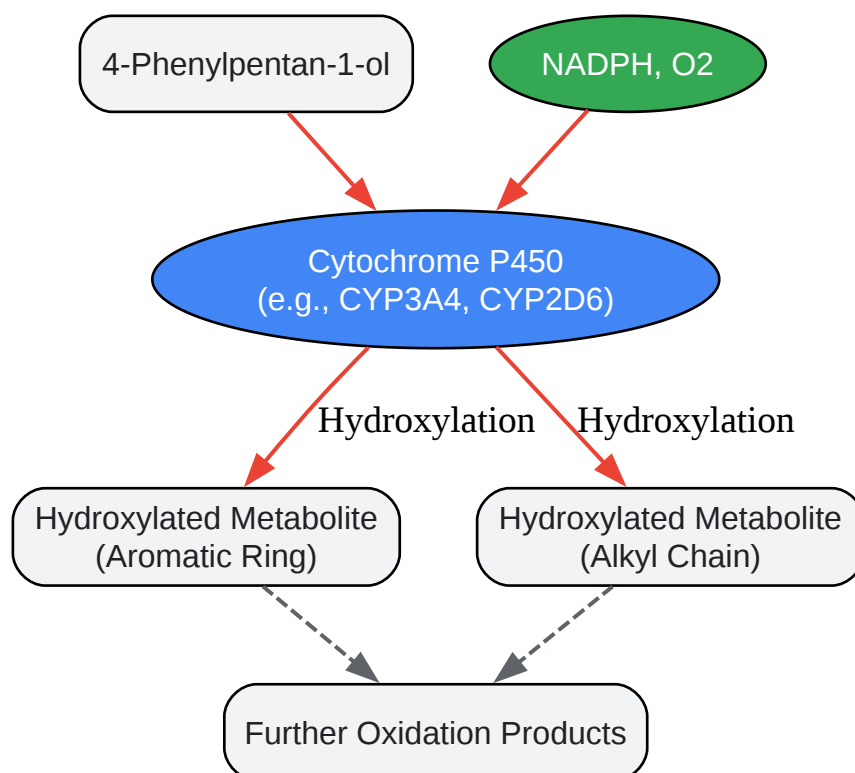 4-Phenylpentan-1-ol
NADPH, O2
Cytochrome P450
(e.g., CYP3A4, CYP2D6)
Hydroxylation
Hydroxylation
Hydroxylated Metabolite
(Aromatic Ring)
Hydroxylated Metabolite
(Alkyl Chain)
Further Oxidation Products